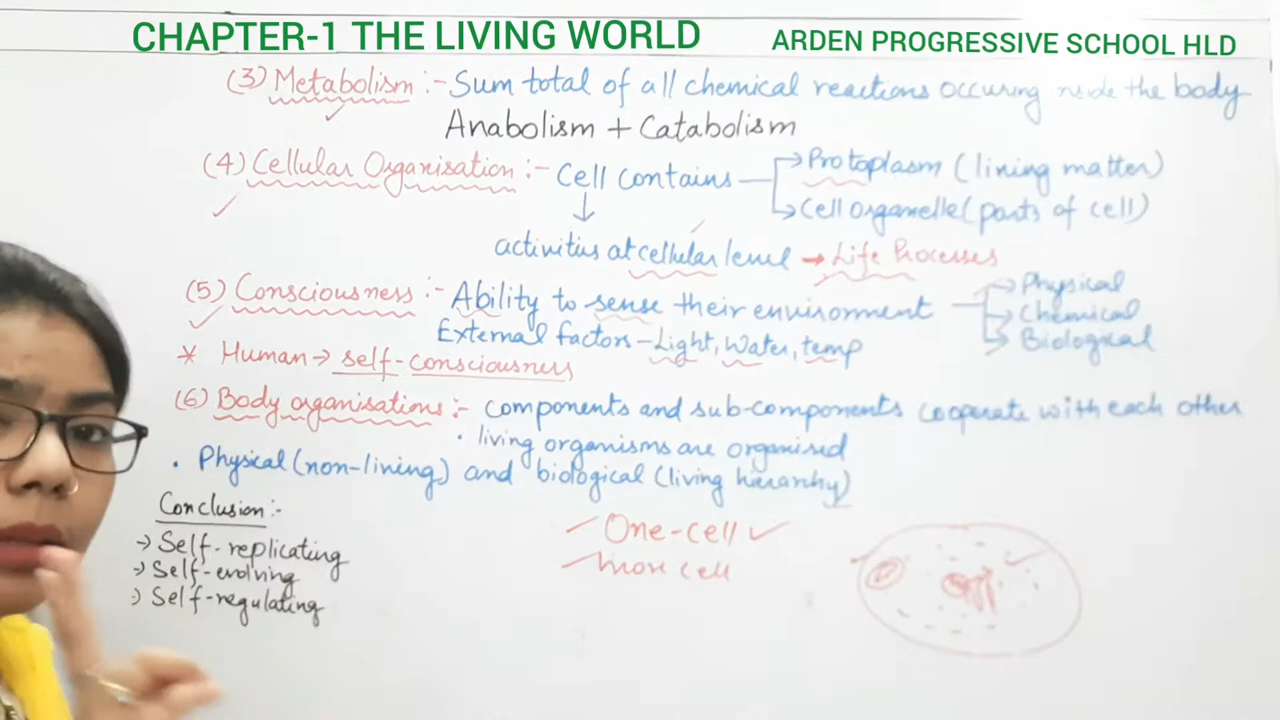 CHAPTER-1 THE LIVING WORLD
ARDEN PROGRESSIVE SCHOOL HLD
(3) Metabolism :- Sum total of all chemical reactions occuring nside the body
Anabolism + Catabolism
(4) Cellular Organisation :- Cell contains
Protoplasm (lining matter)
Cell organelle (parts of cell)
activities at cellular level → Life Processes
(5) Consciousness :- Ability to sense their environment
Physical
Chemical
Biological
External factors - Light, Water, temp
* Human → self-consciousness
(6) Body organisations :- components and sub-components cooperate with each other
· living organisms are organised
· Physical (non-lining) and biological (living hierarchy)
Conclusion :-
→ Self-replicating
→ Self-evolving
→ Self-regulating
One-cell ✓
more cell